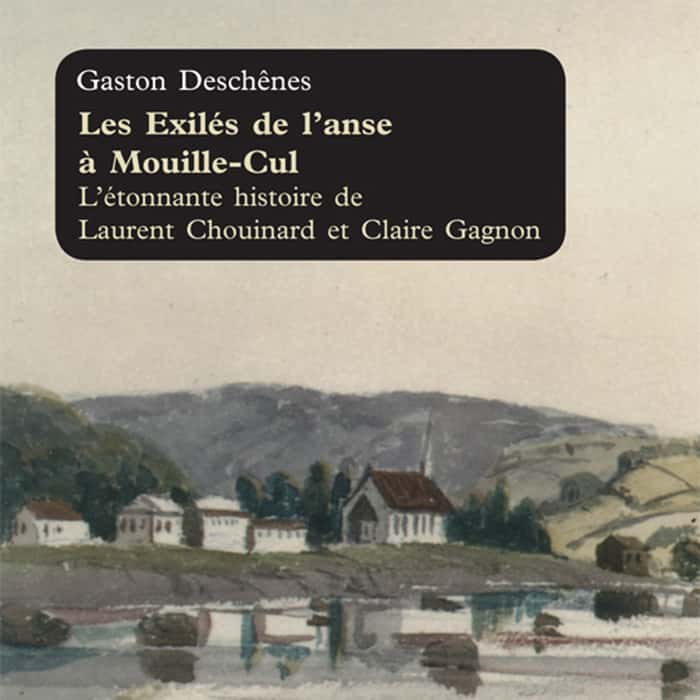 Gaston Deschênes
Les Exilés de l’anse
à Mouille-Cul
L’étonnante histoire de
Laurent Chouinard et Claire Gagnon